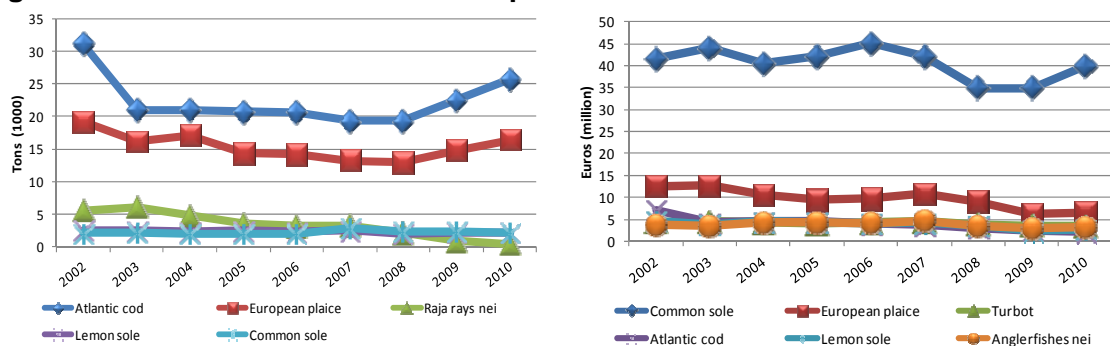 35
30
25
20
15
10
5
0
Tons (1000)
2002 2003 2004 2005 2006 2007 2008 2009 2010
Atlantic cod European plaice Raja rays nei
Lemon sole Common sole
50
45
40
35
30
25
20
15
10
5
0
Euros (million)
2002 2003 2004 2005 2006 2007 2008 2009 2010
Common sole European plaice Turbot
Atlantic cod Lemon sole Anglerfishes nei